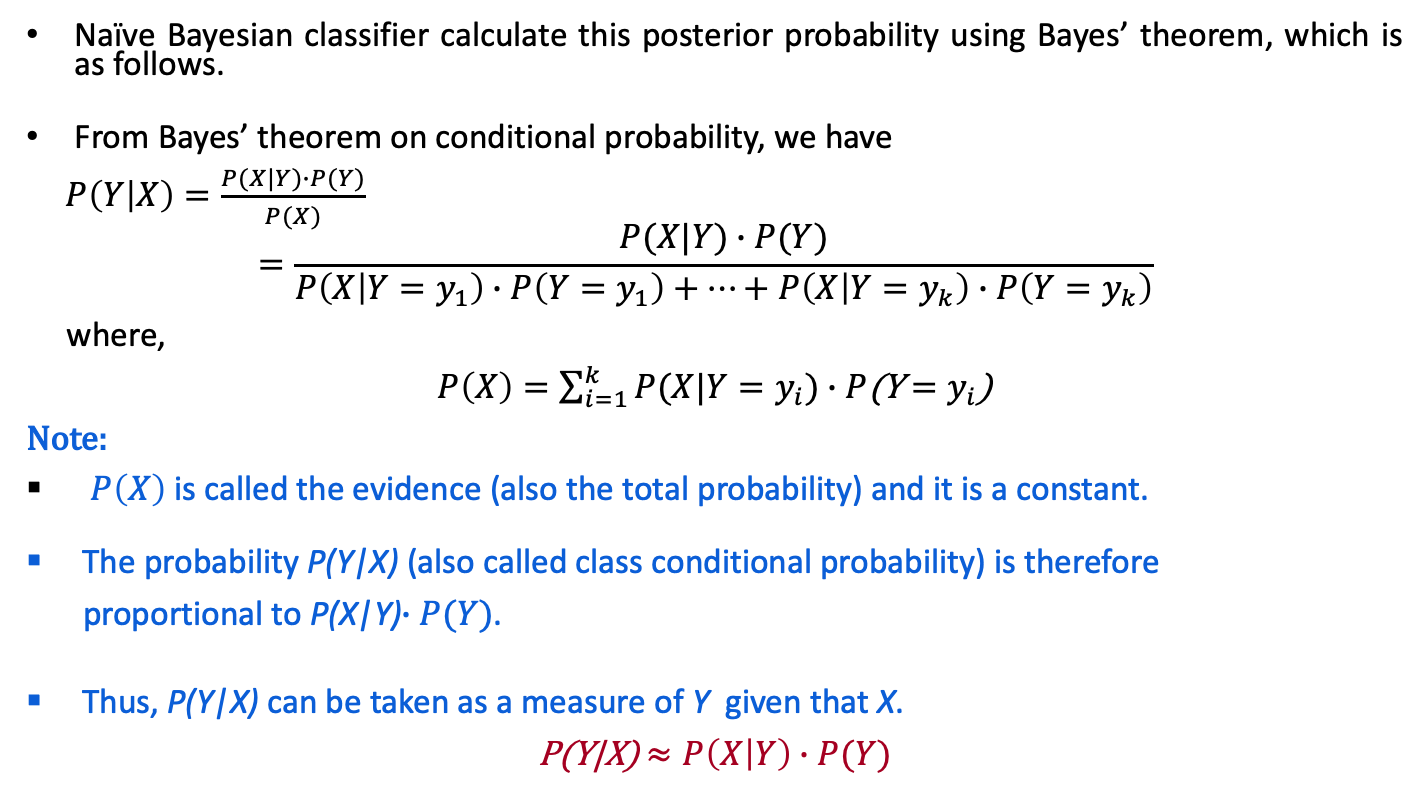 • Naïve Bayesian classifier calculate this posterior probability using Bayes’ theorem, which is
as follows.
• From Bayes’ theorem on conditional probability, we have
P(Y|X) = P(X|Y)·P(Y) / P(X)
= P(X|Y) · P(Y) / P(X|Y = y₁) · P(Y = y₁) + ⋯ + P(X|Y = yₖ) · P(Y = yₖ)
where,
P(X) = ∑ᵢ₌₁ᵏ P(X|Y = yᵢ) · P(Y= yᵢ)
Note:
▪ P(X) is called the evidence (also the total probability) and it is a constant.
▪ The probability P(Y|X) (also called class conditional probability) is therefore
proportional to P(X|Y)· P(Y).
▪ Thus, P(Y|X) can be taken as a measure of Y given that X.
P(Y/X) ≈ P(X|Y) · P(Y)